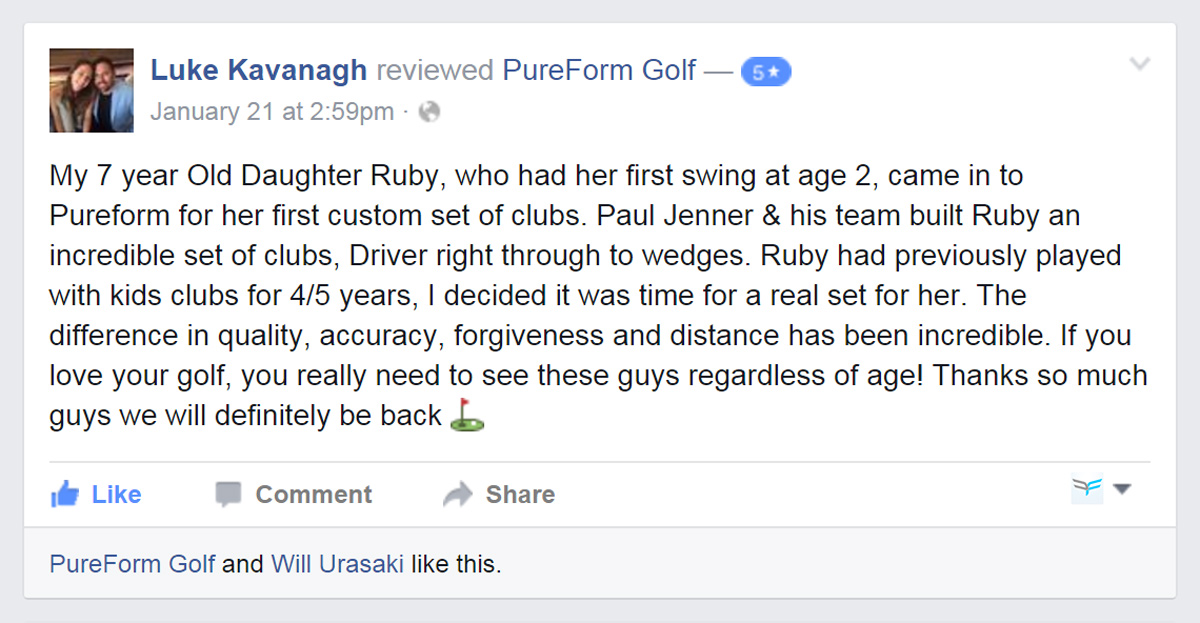 Luke Kavanagh reviewed PureForm Golf — 5★
January 21 at 2:59pm ·
My 7 year Old Daughter Ruby, who had her first swing at age 2, came in to
Pureform for her first custom set of clubs. Paul Jenner & his team built Ruby an
incredible set of clubs, Driver right through to wedges. Ruby had previously played
with kids clubs for 4/5 years, I decided it was time for a real set for her. The
difference in quality, accuracy, forgiveness and distance has been incredible. If you
love your golf, you really need to see these guys regardless of age! Thanks so much
guys we will definitely be back ⛳
Like Comment Share
PureForm Golf and Will Urasaki like this.